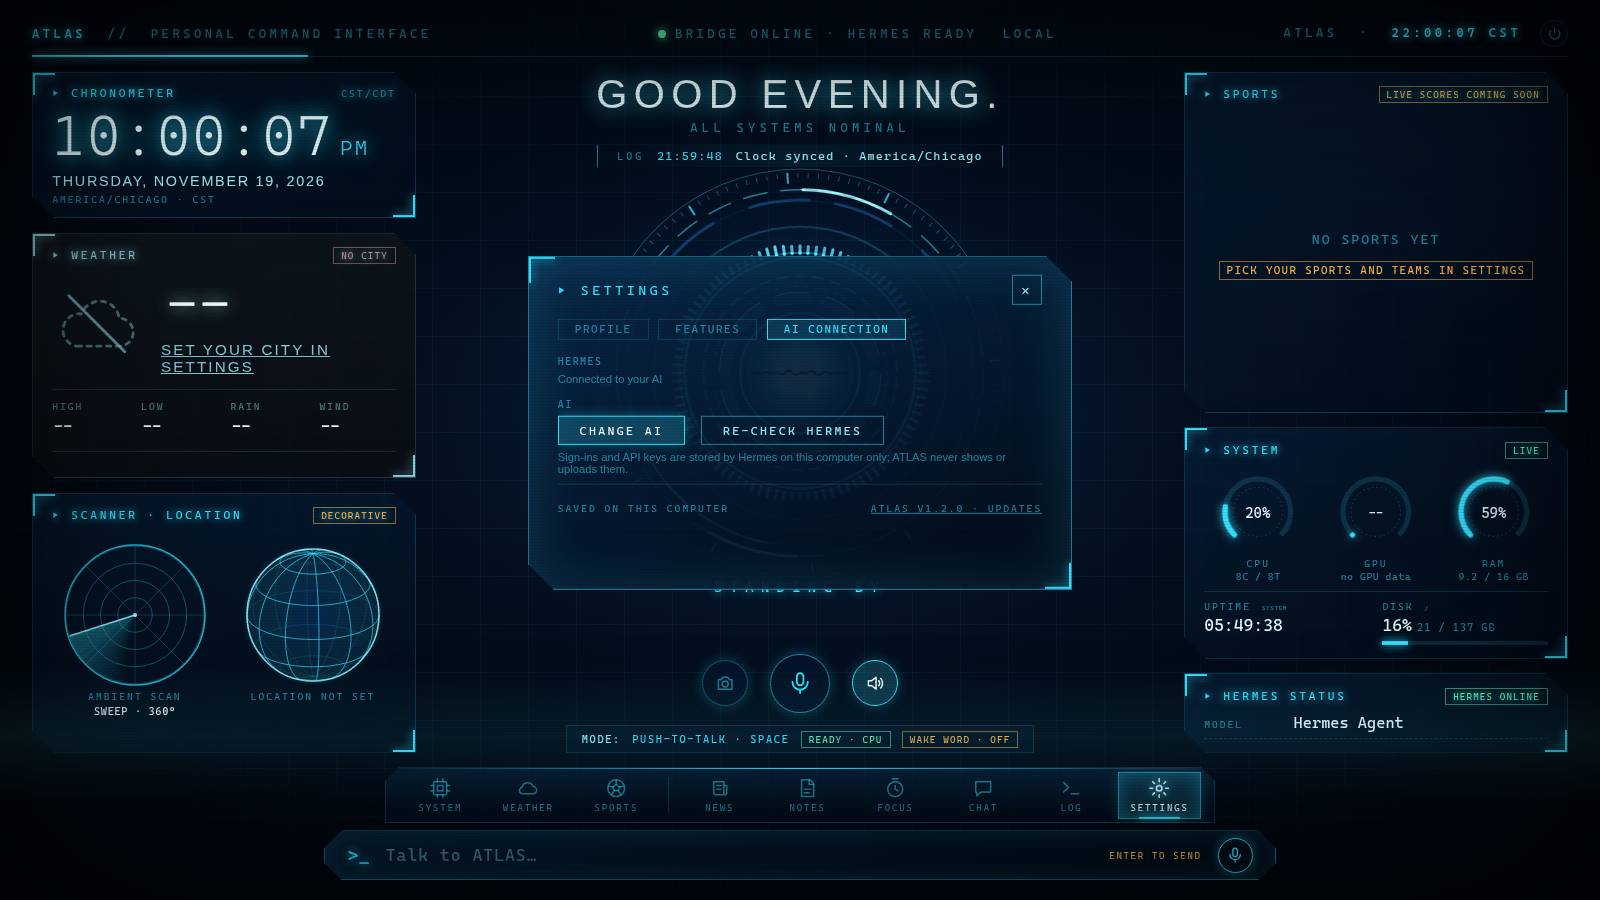 ATLAS // PERSONAL COMMAND INTERFACE
BRIDGE ONLINE · HERMES READY LOCAL
ATLAS · 22:00:07 CST
CHRONOMETER CST/CDT
10:00:07 PM
THURSDAY, NOVEMBER 19, 2026
AMERICA/CHICAGO · CST
WEATHER NO CITY
--
SET YOUR CITY IN
SETTINGS
HIGH LOW RAIN WIND
-- -- -- --
SCANNER · LOCATION DECORATIVE
AMBIENT SCAN LOCATION NOT SET
SWEEP · 360°
GOOD EVENING.
ALL SYSTEMS NOMINAL
LOG 21:59:48 Clock synced · America/Chicago
SETTINGS ×
PROFILE FEATURES AI CONNECTION
HERMES
Connected to your AI
AI
CHANGE AI RE-CHECK HERMES
Sign-ins and API keys are stored by Hermes on this computer only; ATLAS never shows or
uploads them.
SAVED ON THIS COMPUTER ATLAS V1.2.0 · UPDATES
STANDING BY
MODE: PUSH-TO-TALK · SPACE READY · CPU WAKE WORD · OFF
SPORTS LIVE SCORES COMING SOON
NO SPORTS YET
PICK YOUR SPORTS AND TEAMS IN SETTINGS
SYSTEM LIVE
20% -- 59%
CPU GPU RAM
8C / 8T no GPU data 9.2 / 16 GB
UPTIME SYSTEM DISK /
05:49:38 16% 21 / 137 GB
HERMES STATUS HERMES ONLINE
MODEL Hermes Agent
SYSTEM WEATHER SPORTS NEWS NOTES FOCUS CHAT LOG SETTINGS
>_ Talk to ATLAS… ENTER TO SEND